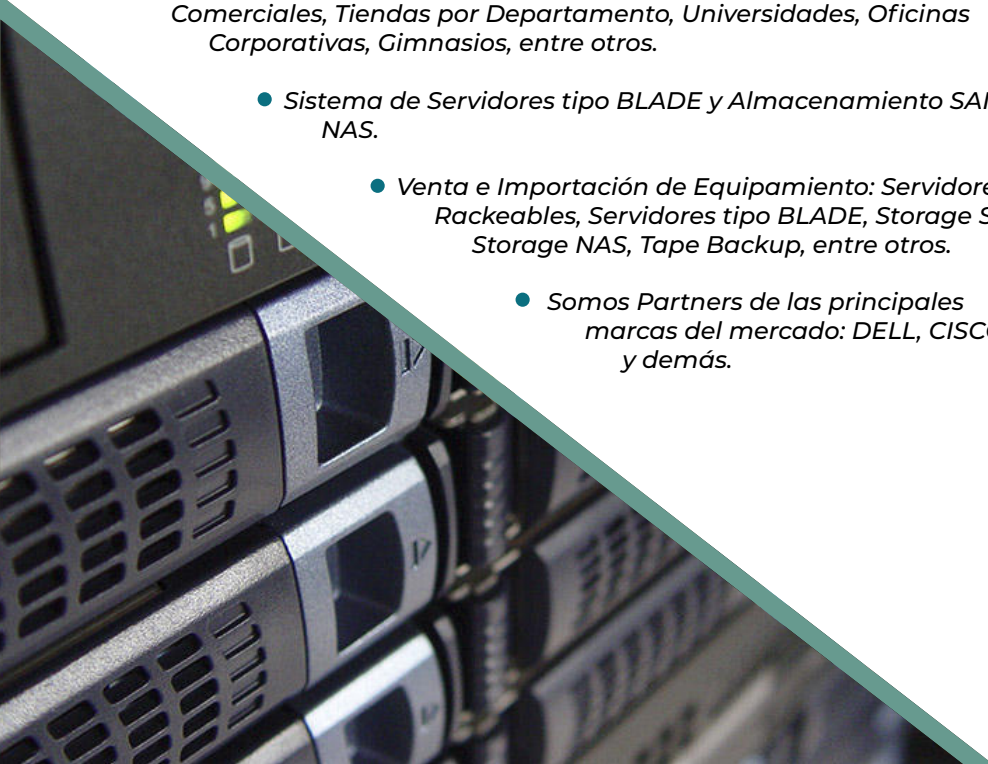 Comerciales, Tiendas por Departamento, Universidades, Oficinas
Corporativas, Gimnasios, entre otros.
Sistema de Servidores tipo BLADE y Almacenamiento
NAS.
Venta e Importación de Equipamiento:
Rackeables, Servidores tipo BLADE, Storage
Storage NAS, Tape Backup, entre otros.
Somos Partners de las principales
marcas del mercado: DELL,
y demás.